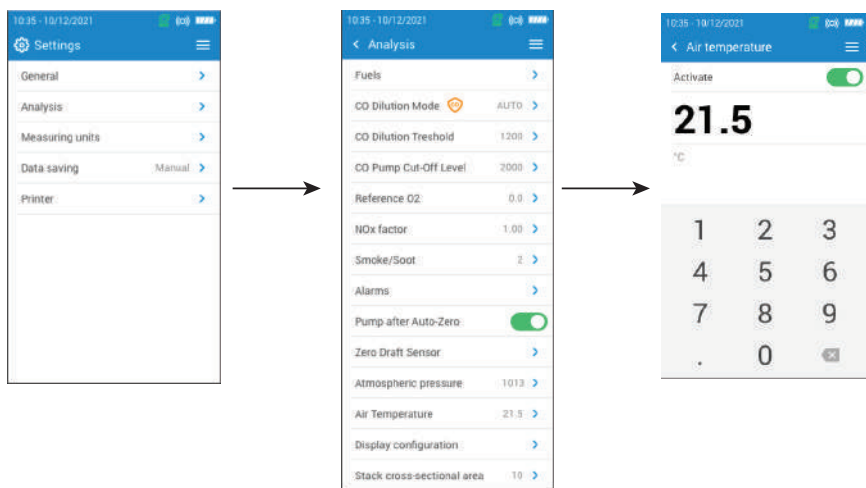 10:35 - 10/12/2021
Settings
General
Analysis
Measuring units
Data saving Manual
Printer
10:35 - 10/12/2021
Analysis
Fuels
CO Dilution Mode CO AUTO
CO Dilution Treshold 1200
CO Pump Cut-Off Level 2000
Reference O2 0.0
NOx factor 1.00
Smoke/Soot 2
Alarms
Pump after Auto-Zero
Zero Draft Sensor
Atmospheric pressure 1013
Air Temperature 21.5
Display configuration
Stack cross-sectional area 10
10:35 - 10/12/2021
Air temperature
Activate
21.5
°C
1 2 3
4 5 6
7 8 9
. 0